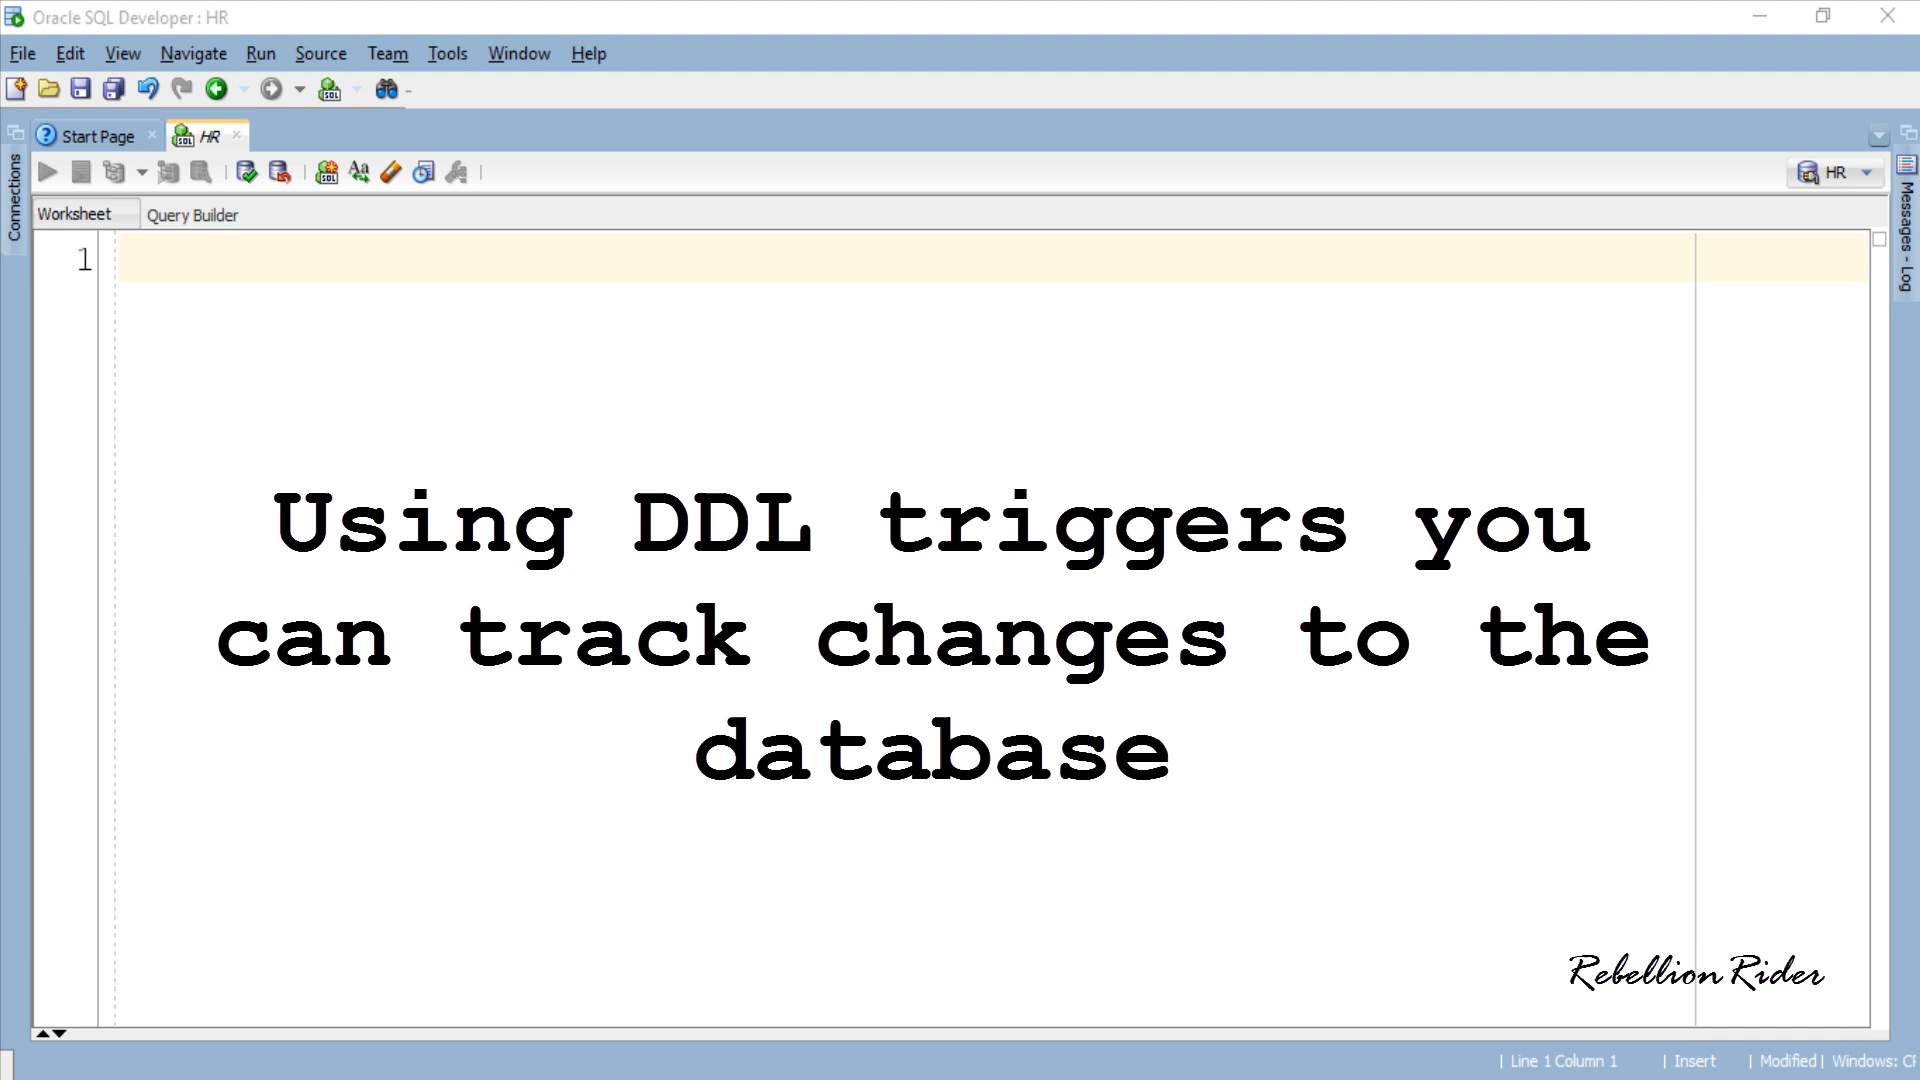 Oracle SQL Developer : HR
File Edit View Navigate Run Source Team Tools Window Help
Start Page HR
HR
Worksheet Query Builder
Connections
Messages - Log
1
Using DDL triggers you
can track changes to the
database
Rebellion Rider
| Line 1 Column 1 | Insert | Modified | Windows: CF